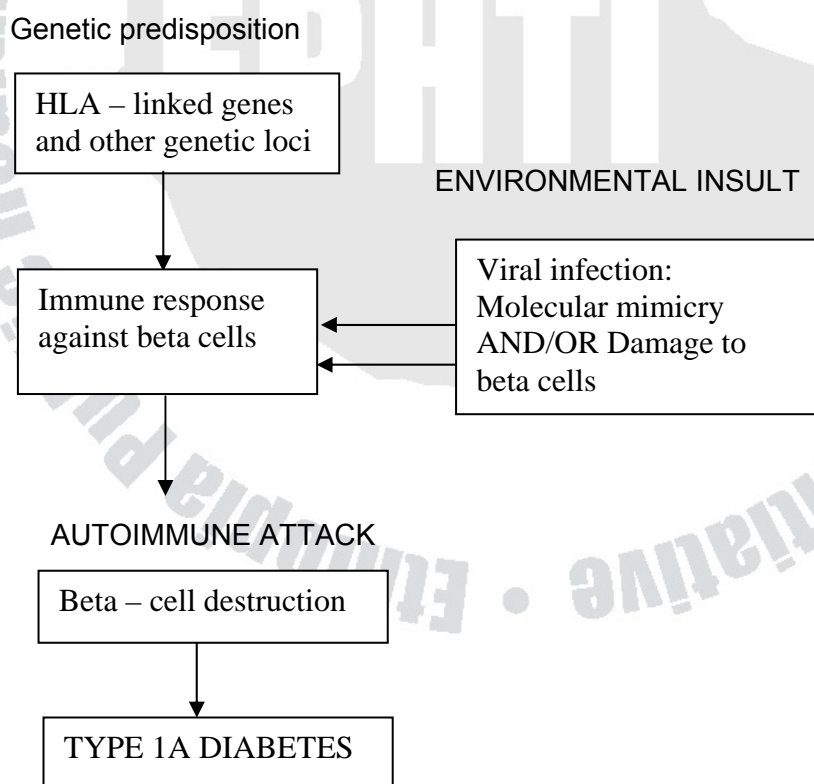 Genetic predisposition
HLA – linked genes
and other genetic loci
ENVIRONMENTAL INSULT
Viral infection:
Molecular mimicry
AND/OR Damage to
beta cells
Immune response
against beta cells
AUTOIMMUNE ATTACK
Beta – cell destruction
TYPE 1A DIABETES
EPHTI